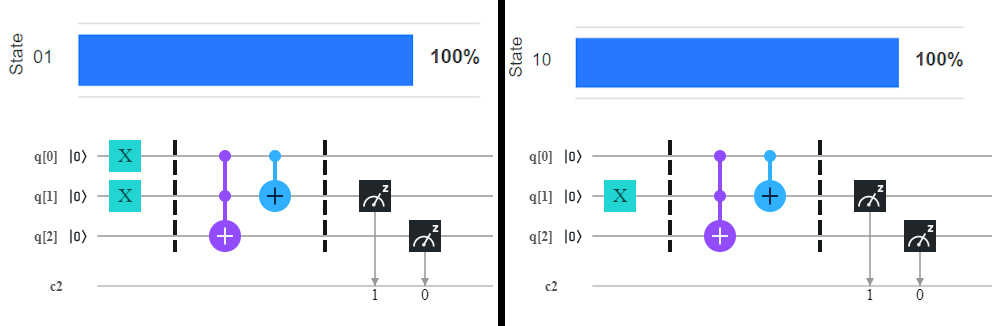 State 01 100%
q[0] |0⟩ X
q[1] |0⟩ X z
q[2] |0⟩ z
c2
1 0
State 10 100%
q[0] |0⟩
q[1] |0⟩ X z
q[2] |0⟩ z
c2
1 0